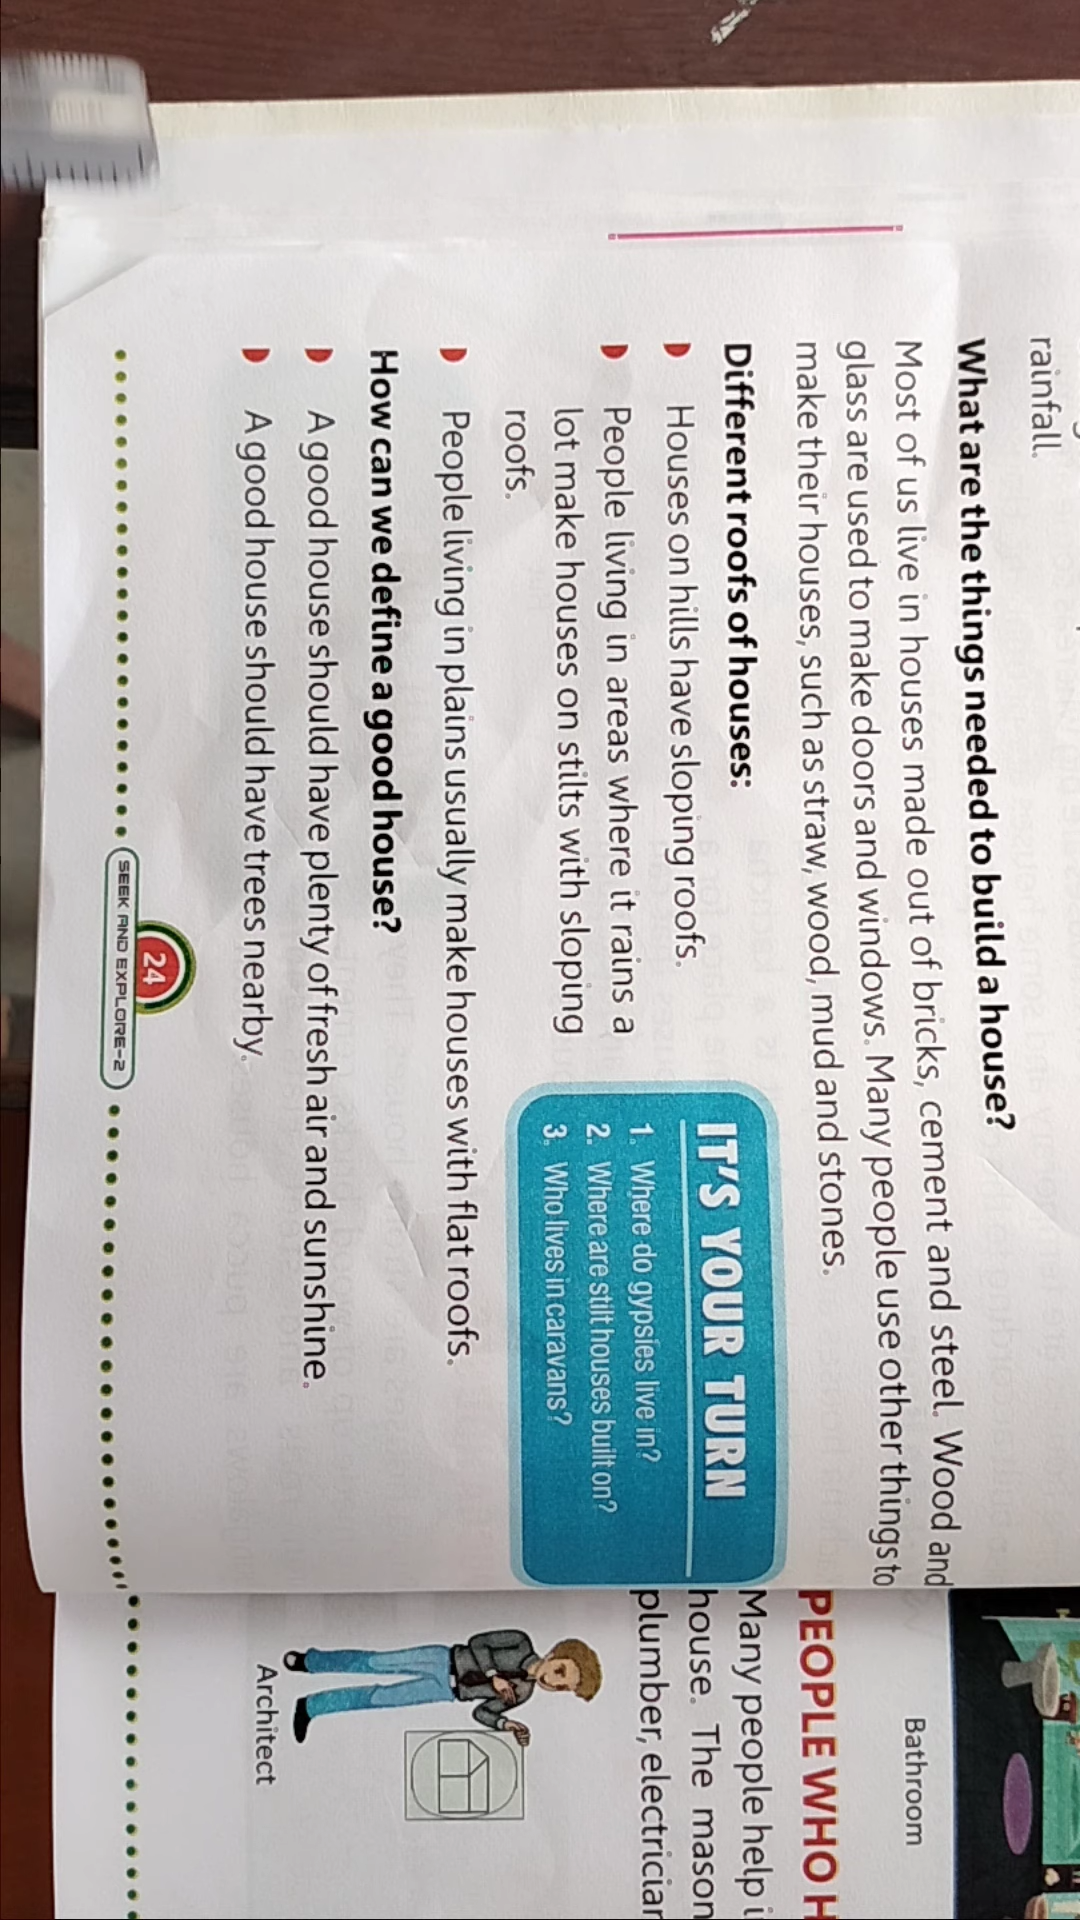 rainfall.
What are the things needed to build a house?
Most of us live in houses made out of bricks, cement and steel. Wood and
glass are used to make doors and windows. Many people use other things to
make their houses, such as straw, wood, mud and stones.
Different roofs of houses:
Houses on hills have sloping roofs.
People living in areas where it rains a
lot make houses on stilts with sloping
roofs.
People living in plains usually make houses with flat roofs.
IT'S YOUR TURN
1. Where do gypsies live in?
2. Where are stilt houses built on?
3. Who lives in caravans?
How can we define a good house?
A good house should have plenty of fresh air and sunshine.
A good house should have trees nearby.
24
SEEK AND EXPLORE-2
Bathroom
PEOPLE WHO H
Many people help i
house. The mason
plumber, electrician
Architect